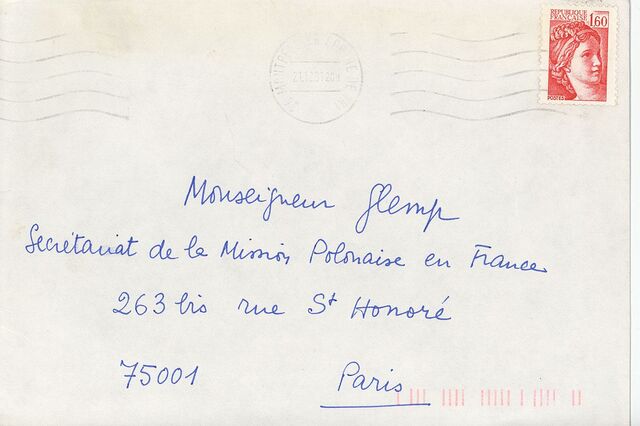 REPUBLIQUE
FRANÇAISE
1,60
POSTES
Monseigneur Glemp
Secrétariat de la Mission Polonaise en France
263 bis rue St Honoré
75001 Paris